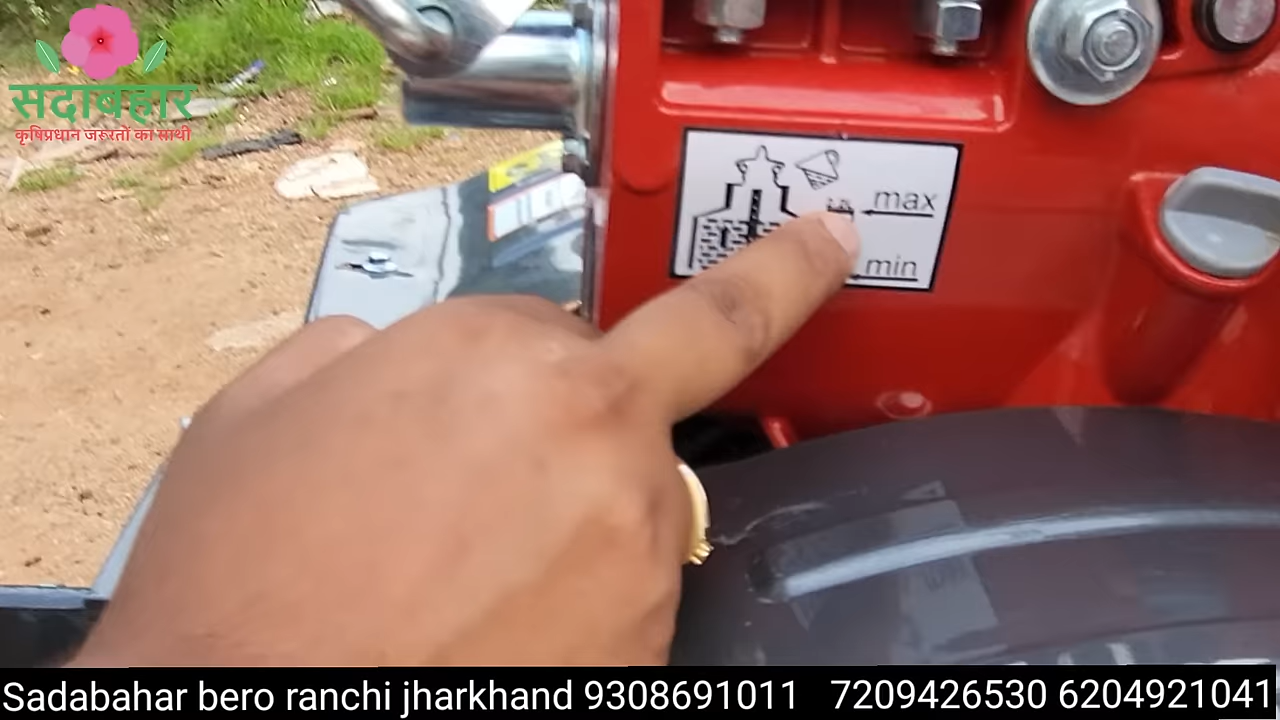 सदाबहार
कृषिप्रधान जरूरतों का साथी
max
min
Sadabahar bero ranchi jharkhand 9308691011 7209426530 6204921041